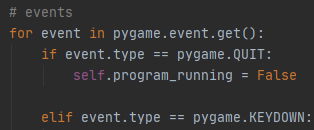 # events
for event in pygame.event.get():
    if event.type == pygame.QUIT:
        self.program_running = False
    elif event.type == pygame.KEYDOWN: